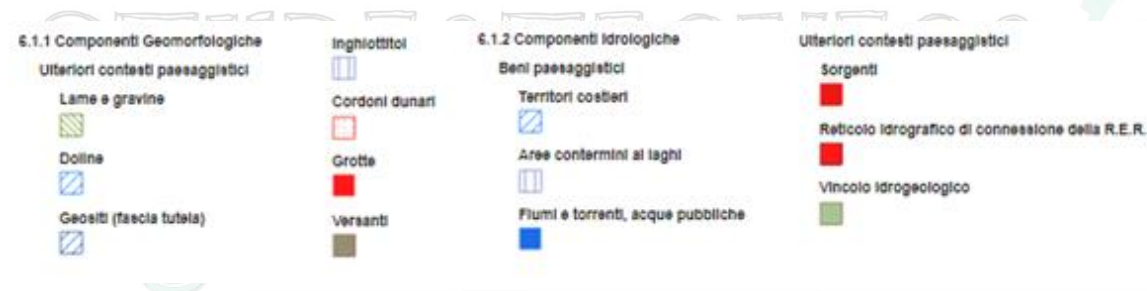 6.1.1 Componenti Geomorfologiche
Ulteriori contesti paesaggistici
Lame e gravine
Doline
Geositi (fascia tutela)
Inghiottitoi
Cordoni dunari
Grotte
Versanti
6.1.2 Componenti Idrologiche
Beni paesaggistici
Territori costieri
Aree contermini ai laghi
Fiumi e torrenti, acque pubbliche
Ulteriori contesti paesaggistici
Sorgenti
Reticolo idrografico di connessione della R.E.R.
Vincolo idrogeologico